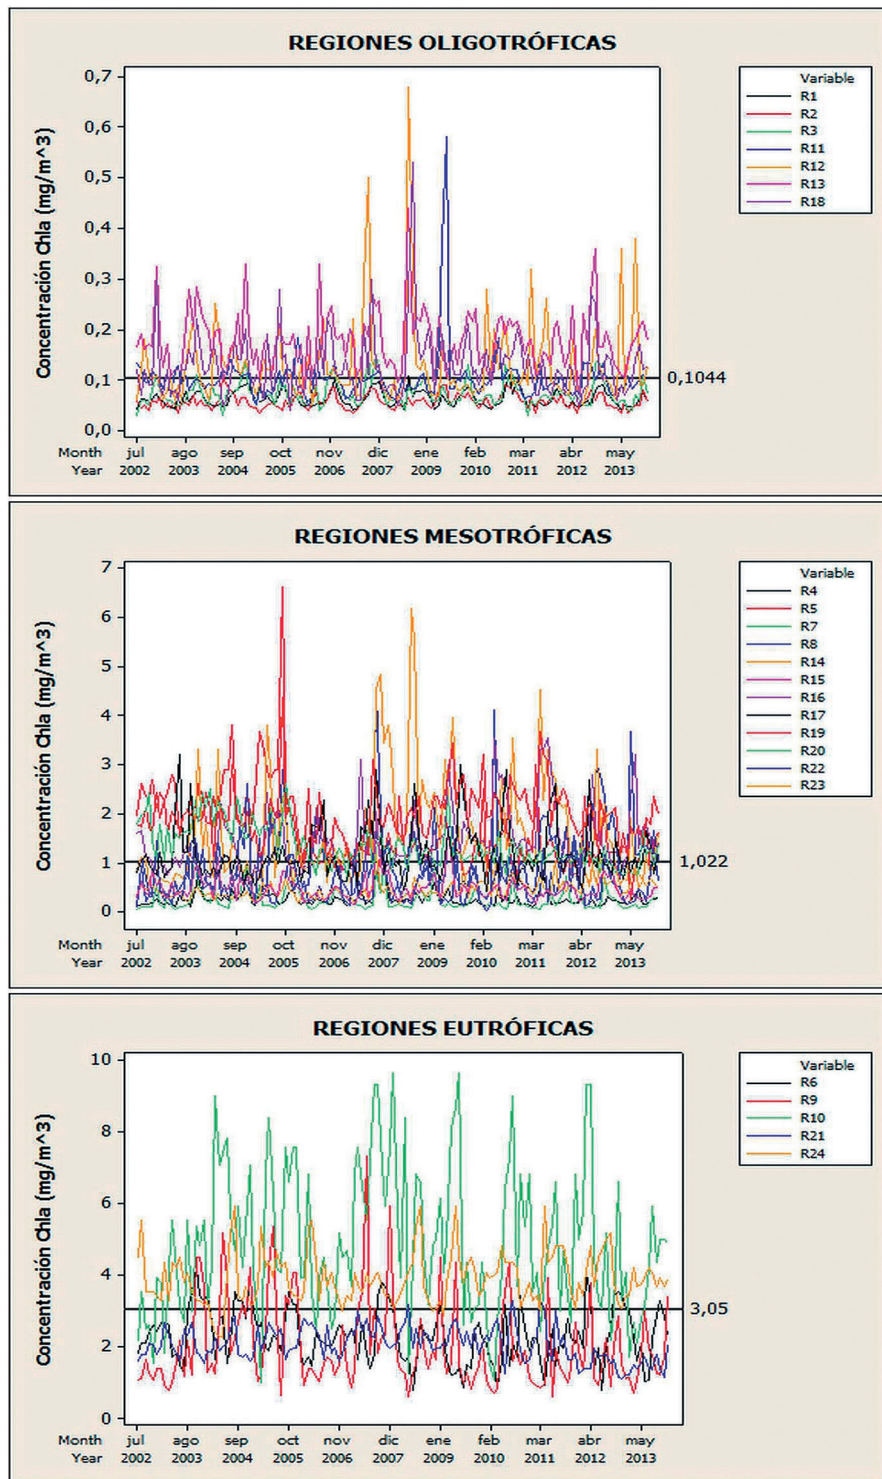 REGIONES OLIGOTRÓFICAS
Concentración Chla (mg/m^3)
0,7
0,6
0,5
0,4
0,3
0,2
0,1
0,0
0,1044
Month jul ago sep oct nov dic ene feb mar abr may
Year 2002 2003 2004 2005 2006 2007 2009 2010 2011 2012 2013
Variable
R1
R2
R3
R11
R12
R13
R18
REGIONES MESOTRÓFICAS
Concentración Chla (mg/m^3)
7
6
5
4
3
2
1
0
1,022
Month jul ago sep oct nov dic ene feb mar abr may
Year 2002 2003 2004 2005 2006 2007 2009 2010 2011 2012 2013
Variable
R4
R5
R7
R8
R14
R15
R16
R17
R19
R20
R22
R23
REGIONES EUTRÓFICAS
Concentración Chla (mg/m^3)
10
8
6
4
2
0
3,05
Month jul ago sep oct nov dic ene feb mar abr may
Year 2002 2003 2004 2005 2006 2007 2009 2010 2011 2012 2013
Variable
R6
R9
R10
R21
R24